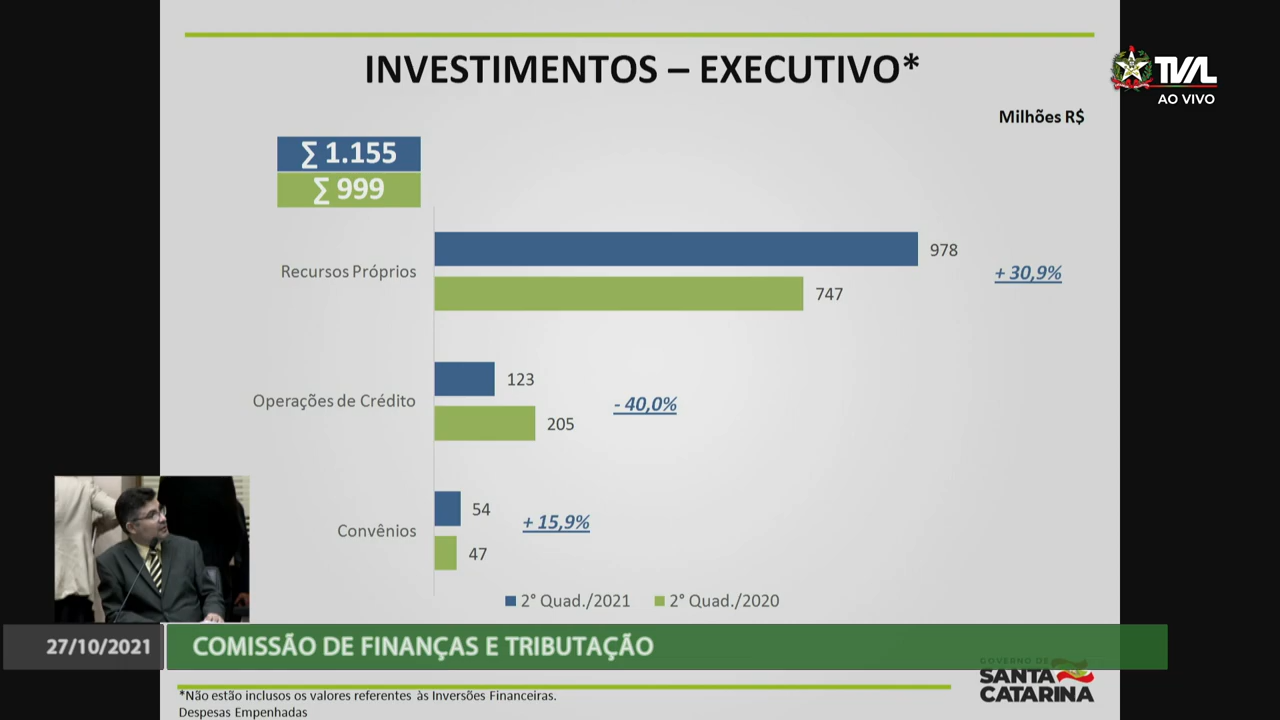 INVESTIMENTOS – EXECUTIVO*
TVAL
AO VIVO
Milhões R$
∑ 1.155
∑ 999
Recursos Próprios
978
747
+ 30,9%
Operações de Crédito
123
205
- 40,0%
Convênios
54
47
+ 15,9%
2° Quad./2021
2° Quad./2020
27/10/2021
COMISSÃO DE FINANÇAS E TRIBUTAÇÃO
GOVERNO DE
SANTA
CATARINA
*Não estão inclusos os valores referentes às Inversões Financeiras.
Despesas Empenhadas